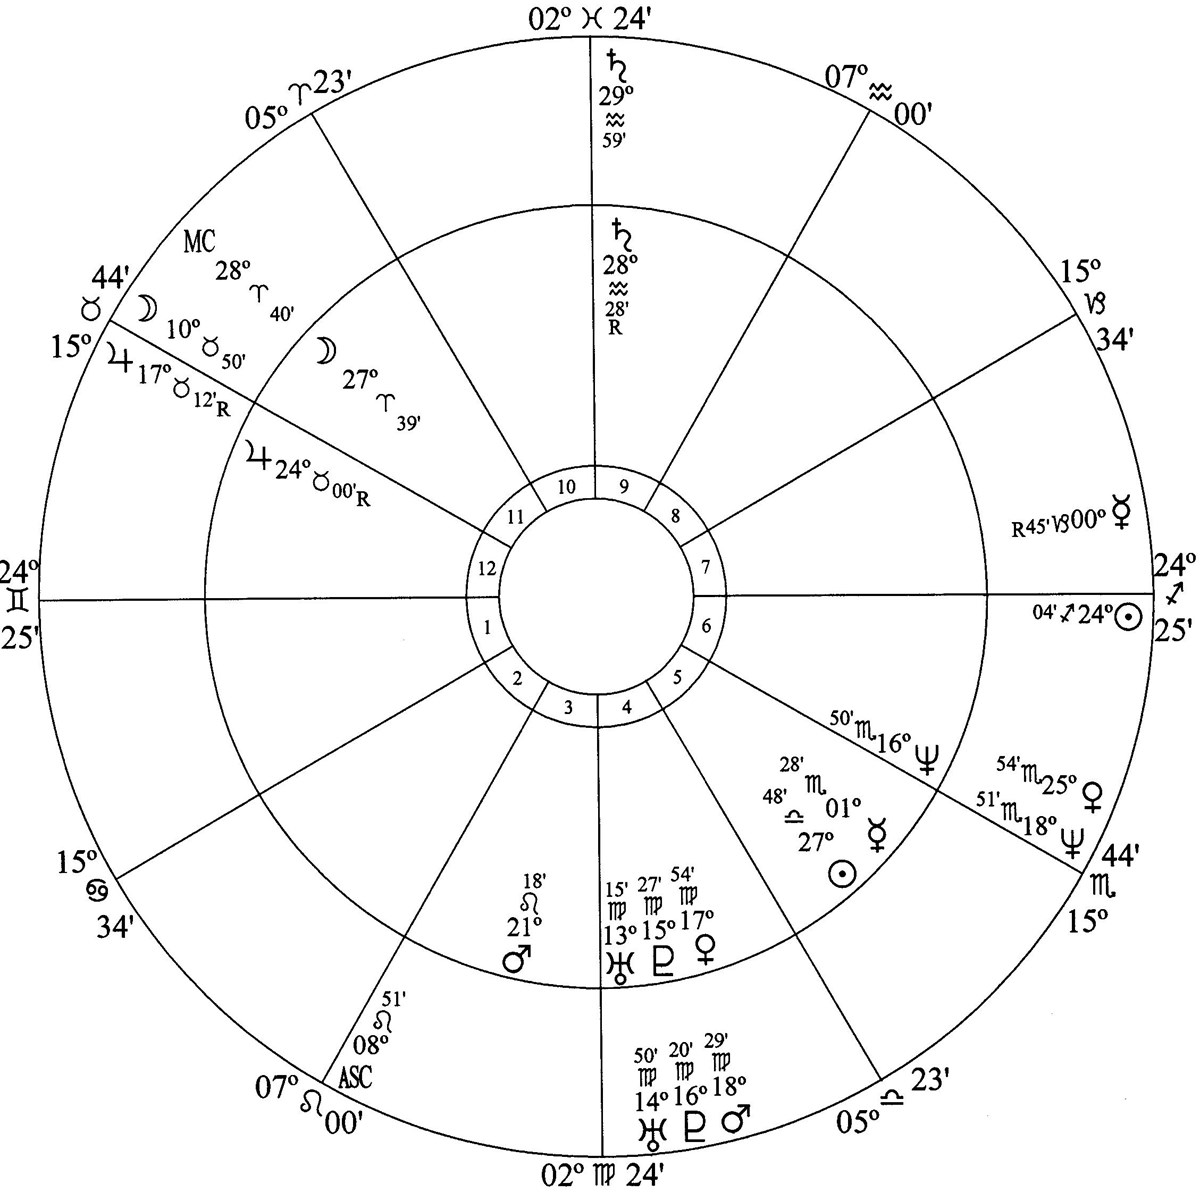 02° ♓ 24'
♄
29°
♒
59'
07° ♒ 00'
05° ♈ 23'
MC 28° ♈ 40'
15° ♉ 44'
☽ 10° ♉ 50'
♃ 17° ♉ 12' R
♄
28°
♒
28'
R
☽ 27° ♈ 39'
♃ 24° ♉ 00' R
15° ♑ 34'
R 45' ♑ 00° ☿
24° ♊ 25'
24° ♐ 25'
04' ♐ 24° ☉
10
9
11
8
12
7
1
6
2
5
3
4
50' ♏ 16° ♆
28' ♏ 01° ☿
48' ♎ 27° ☉
54' ♏ 25° ♀
51' ♏ 18° ♆
44' ♏ 15°
15° ♋ 34'
18'
♌
21°
♂
15' 27' 54'
♍ ♍ ♍
13° 15° 17°
♅ ♇ ♀
51'
♌
08°
ASC
50' 20' 29'
♍ ♍ ♍
14° 16° 18°
♅ ♇ ♂
07° ♌ 00'
05° ♎ 23'
02° ♍ 24'